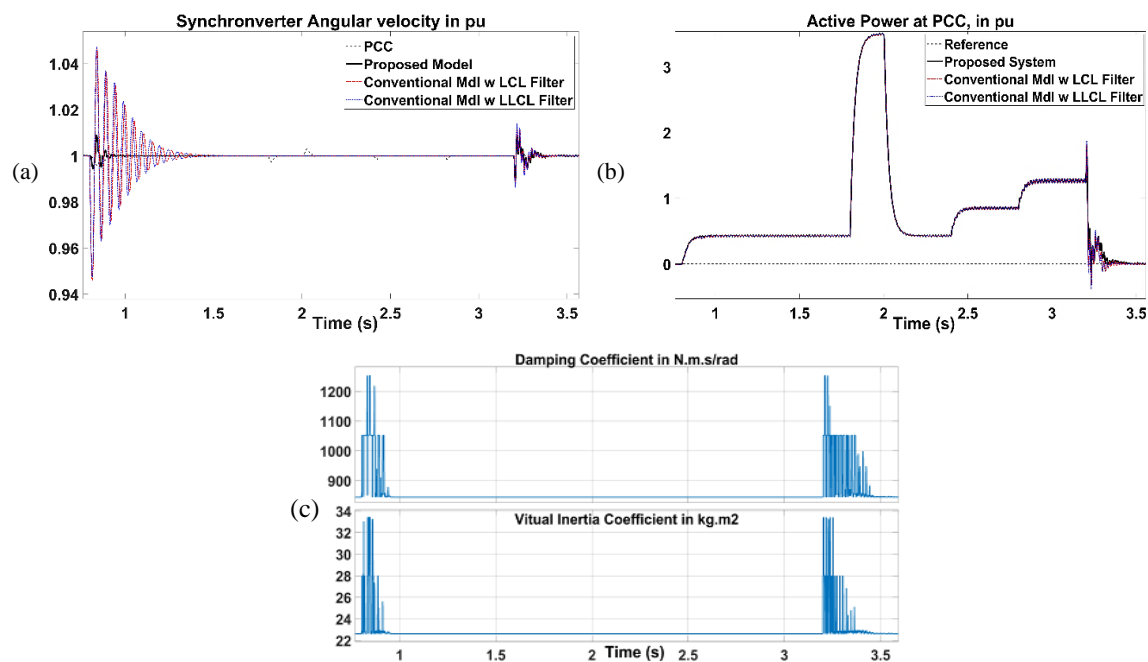 Synchronverter Angular velocity in pu
PCC
Proposed Model
Conventional Mdl w LCL Filter
Conventional Mdl w LLCL Filter
1.04
1.02
1
0.98
0.96
0.94
(a)
1 1.5 2 2.5 3 3.5
Time (s)
Active Power at PCC, in pu
Reference
Proposed System
Conventional Mdl w LCL Filter
Conventional Mdl w LLCL Filter
3
2
1
0
(b)
1 1.5 2 2.5 3 3.5
Time (s)
Damping Coefficient in N.m.s/rad
1200
1100
1000
900
(c)
Vitual Inertia Coefficient in kg.m2
34
32
30
28
26
24
22
1 1.5 2 2.5 3 3.5
Time (s)